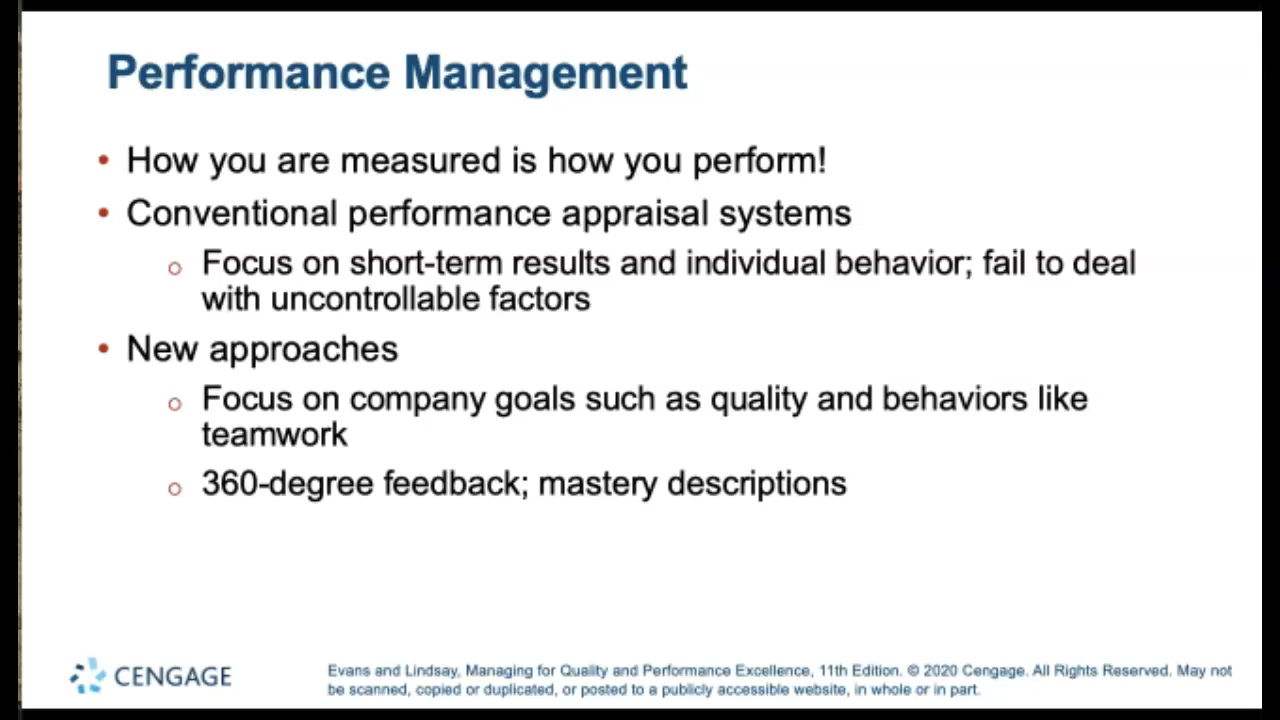 Performance Management
• How you are measured is how you perform!
• Conventional performance appraisal systems
o Focus on short-term results and individual behavior; fail to deal
with uncontrollable factors
• New approaches
o Focus on company goals such as quality and behaviors like
teamwork
o 360-degree feedback; mastery descriptions
CENGAGE
Evans and Lindsay, Managing for Quality and Performance Excellence, 11th Edition. © 2020 Cengage. All Rights Reserved. May not
be scanned, copied or duplicated, or posted to a publicly accessible website, in whole or in part.